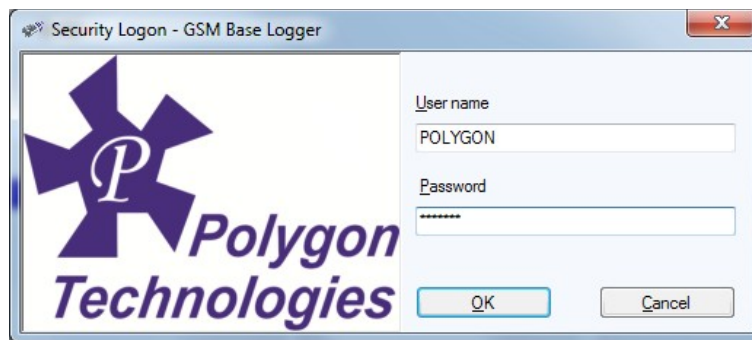 Security Logon - GSM Base Logger
P
Polygon
Technologies
User name
POLYGON
Password
*******
OK
Cancel